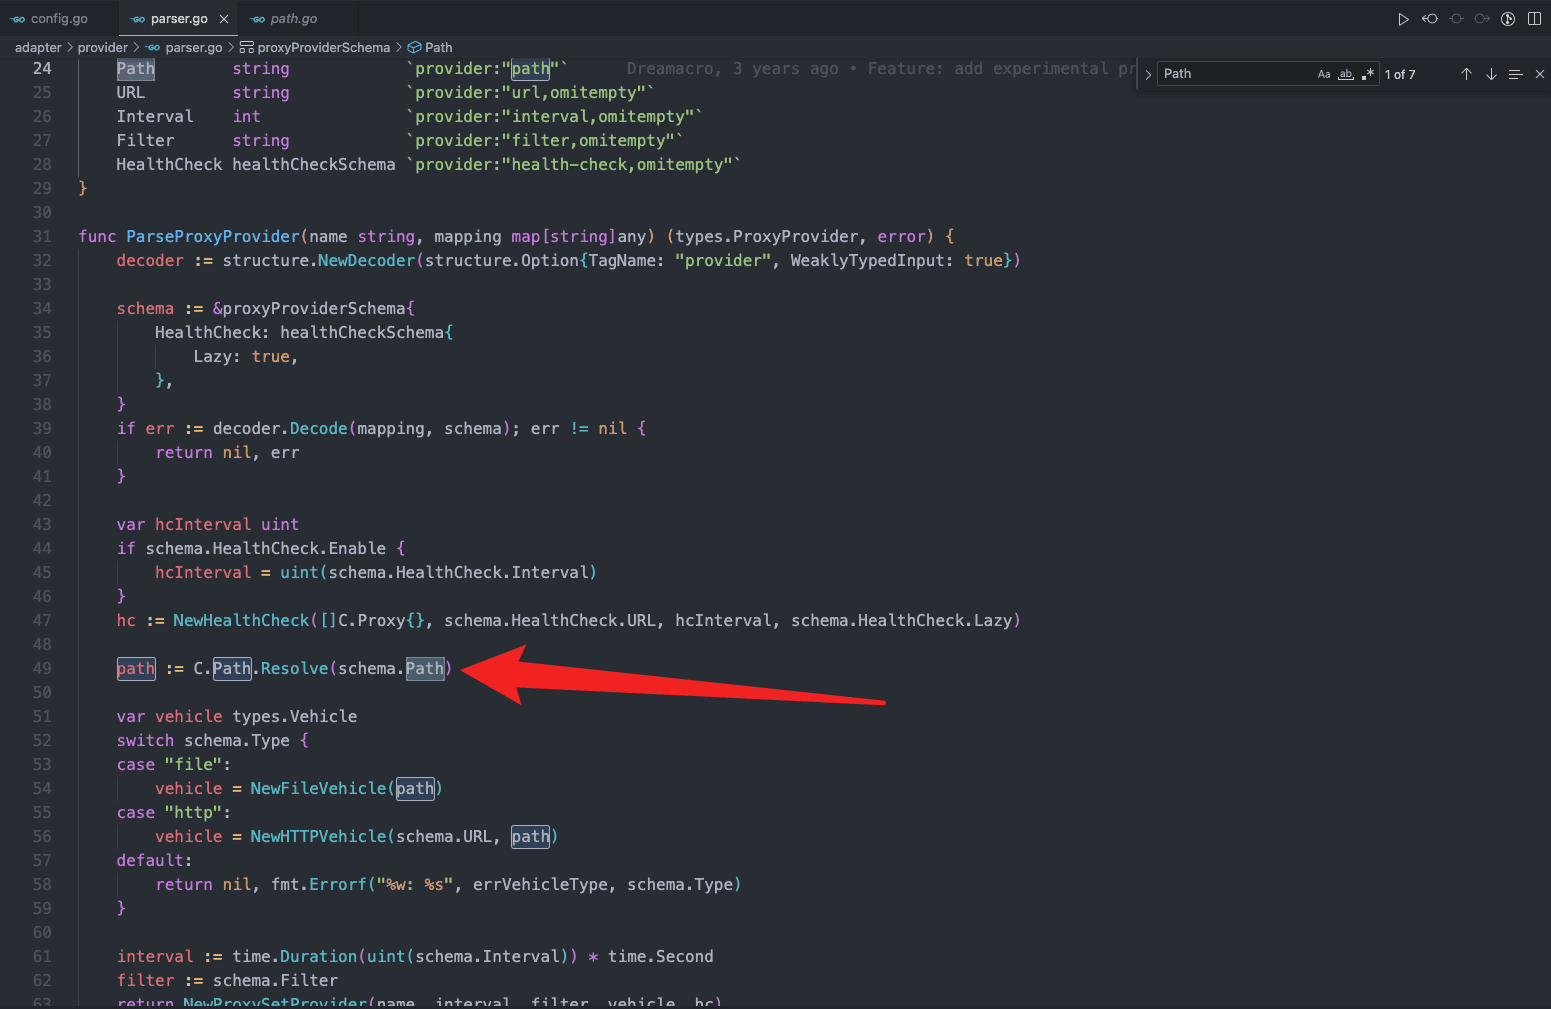 config.go parser.go path.go
adapter > provider > parser.go > proxyProviderSchema > Path
Path Aa ab .* 1 of 7
24 Path string `provider:"path"` Dreamacro, 3 years ago • Feature: add experimental pr
25 URL string `provider:"url,omitempty"`
26 Interval int `provider:"interval,omitempty"`
27 Filter string `provider:"filter,omitempty"`
28 HealthCheck healthCheckSchema `provider:"health-check,omitempty"`
29 }
30
31 func ParseProxyProvider(name string, mapping map[string]any) (types.ProxyProvider, error) {
32 decoder := structure.NewDecoder(structure.Option{TagName: "provider", WeaklyTypedInput: true})
33
34 schema := &proxyProviderSchema{
35 HealthCheck: healthCheckSchema{
36 Lazy: true,
37 },
38 }
39 if err := decoder.Decode(mapping, schema); err != nil {
40 return nil, err
41 }
42
43 var hcInterval uint
44 if schema.HealthCheck.Enable {
45 hcInterval = uint(schema.HealthCheck.Interval)
46 }
47 hc := NewHealthCheck([]C.Proxy{}, schema.HealthCheck.URL, hcInterval, schema.HealthCheck.Lazy)
48
49 path := C.Path.Resolve(schema.Path)
50
51 var vehicle types.Vehicle
52 switch schema.Type {
53 case "file":
54 vehicle = NewFileVehicle(path)
55 case "http":
56 vehicle = NewHTTPVehicle(schema.URL, path)
57 default:
58 return nil, fmt.Errorf("%w: %s", errVehicleType, schema.Type)
59 }
60
61 interval := time.Duration(uint(schema.Interval)) * time.Second
62 filter := schema.Filter
63 return NewProxySetProvider(name, interval, filter, vehicle, hc)